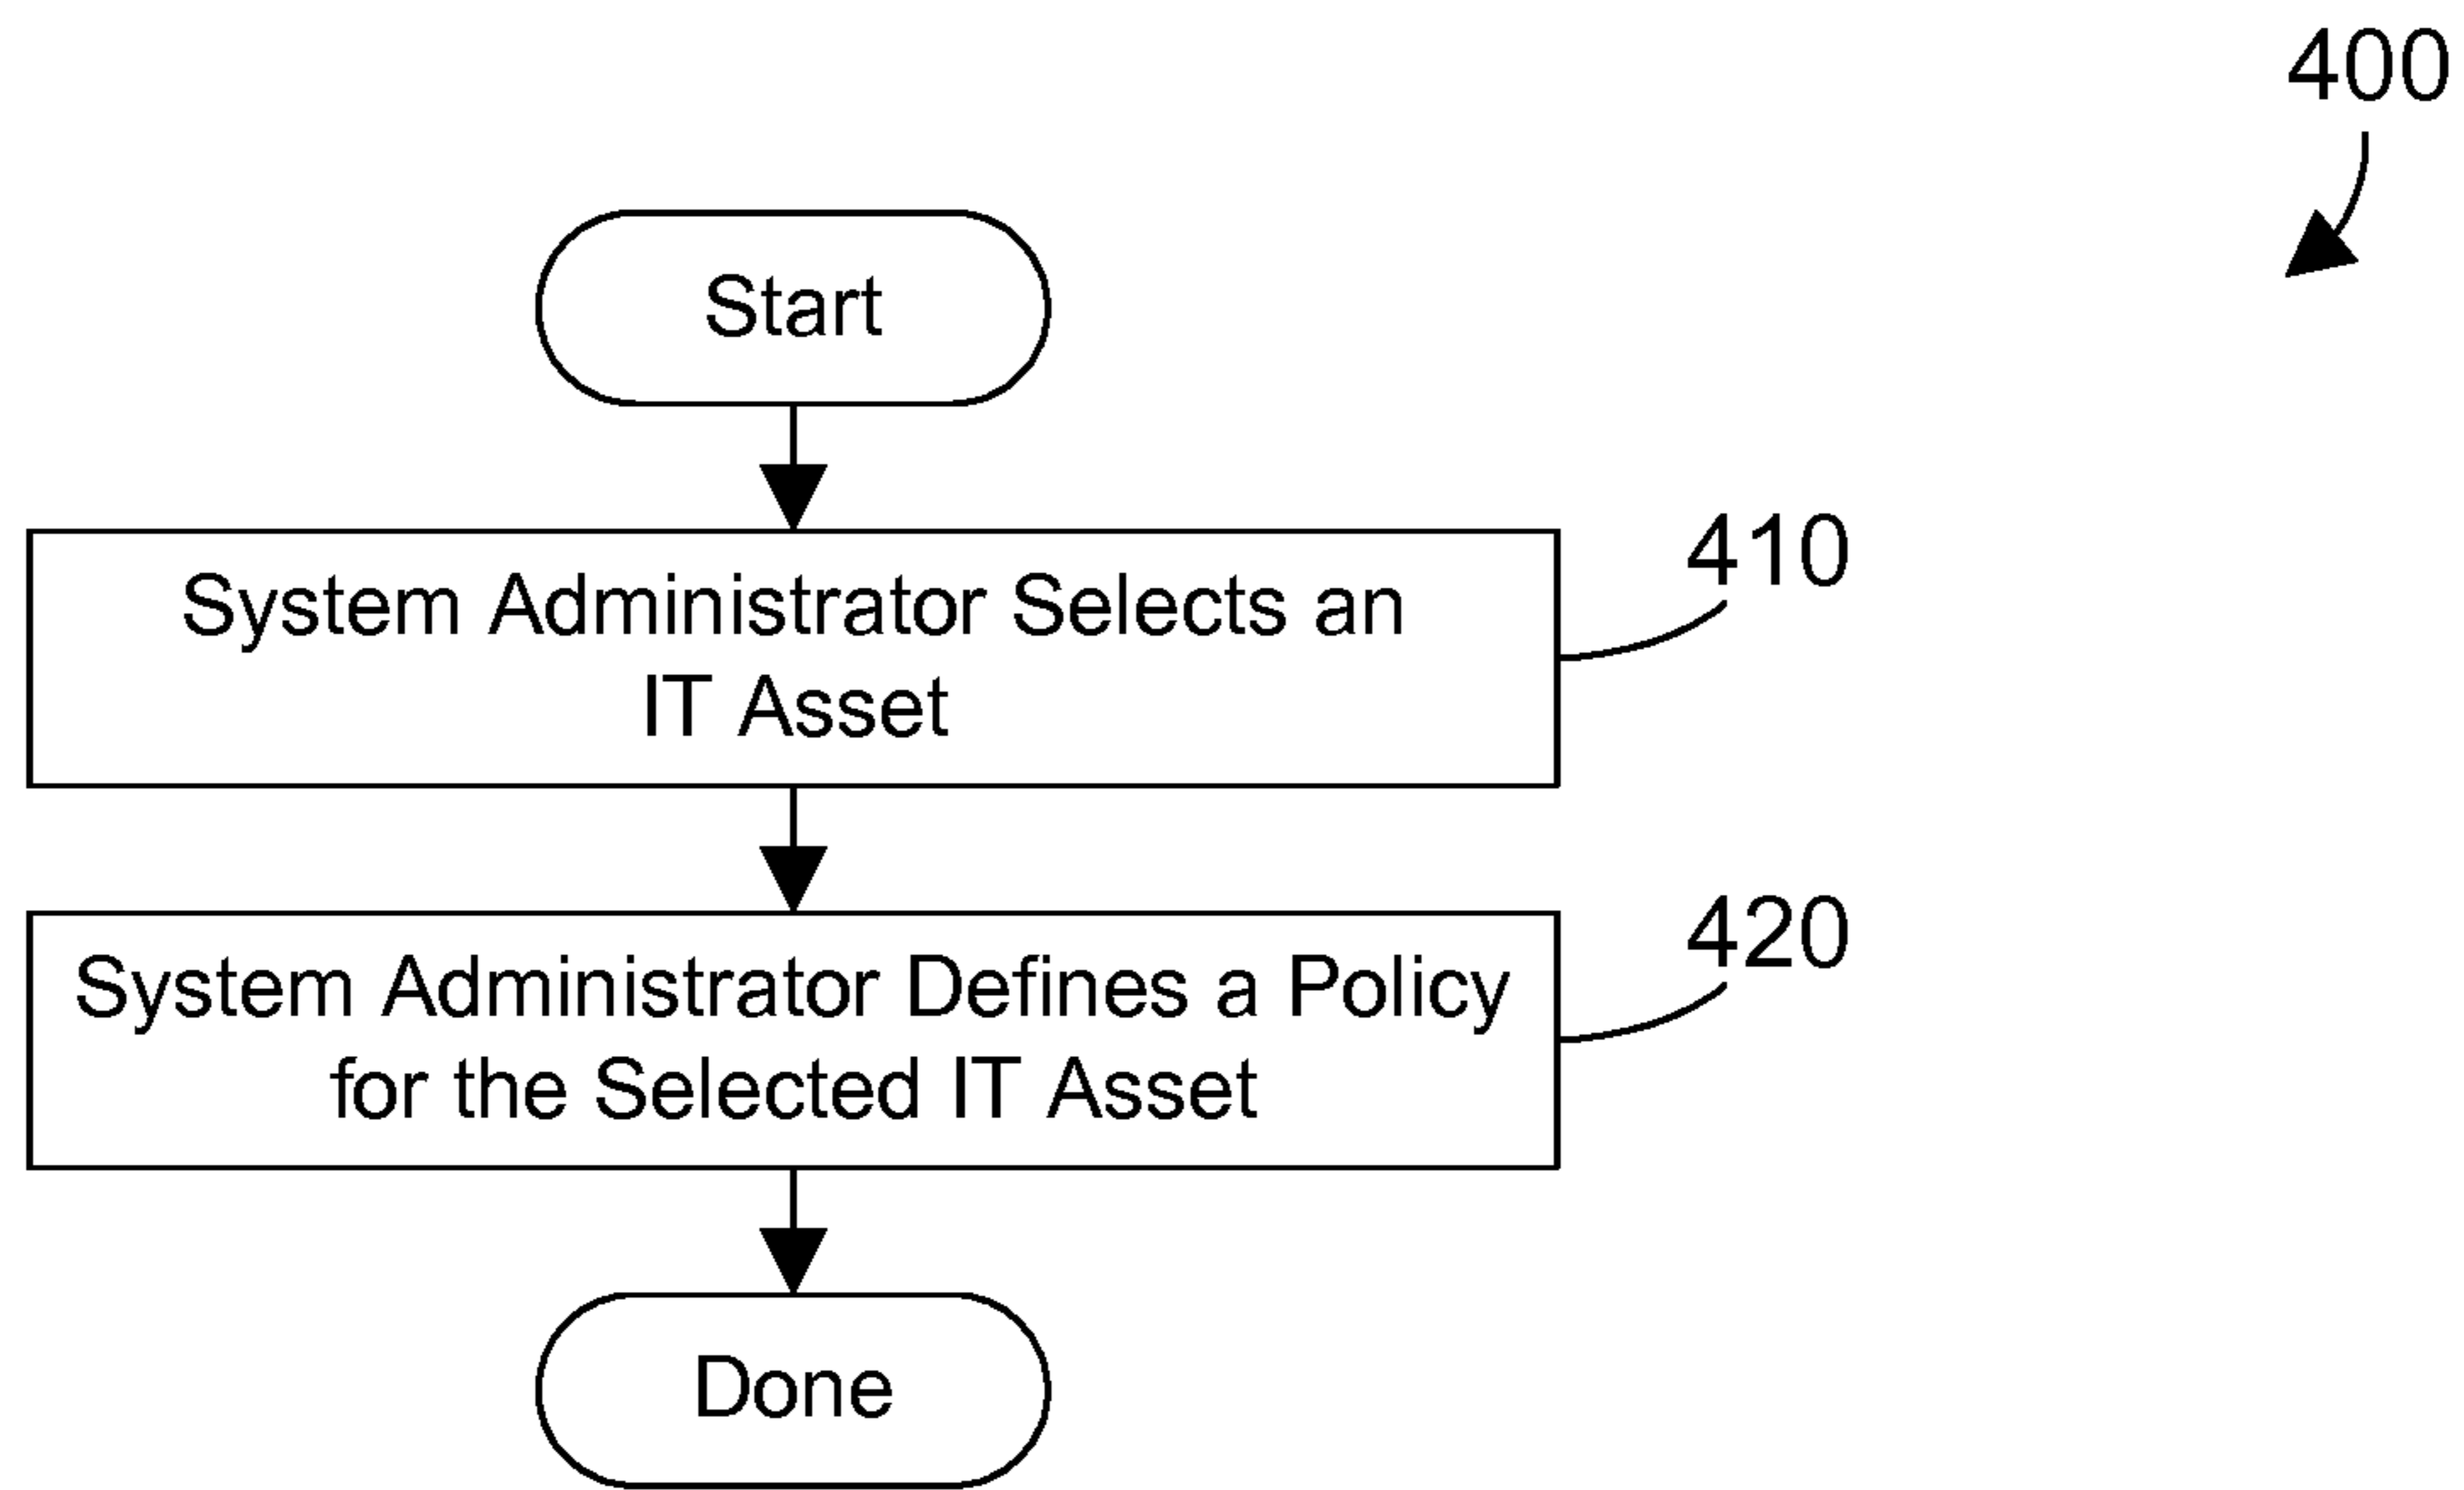 400
Start
410
System Administrator Selects an
IT Asset
420
System Administrator Defines a Policy
for the Selected IT Asset
Done